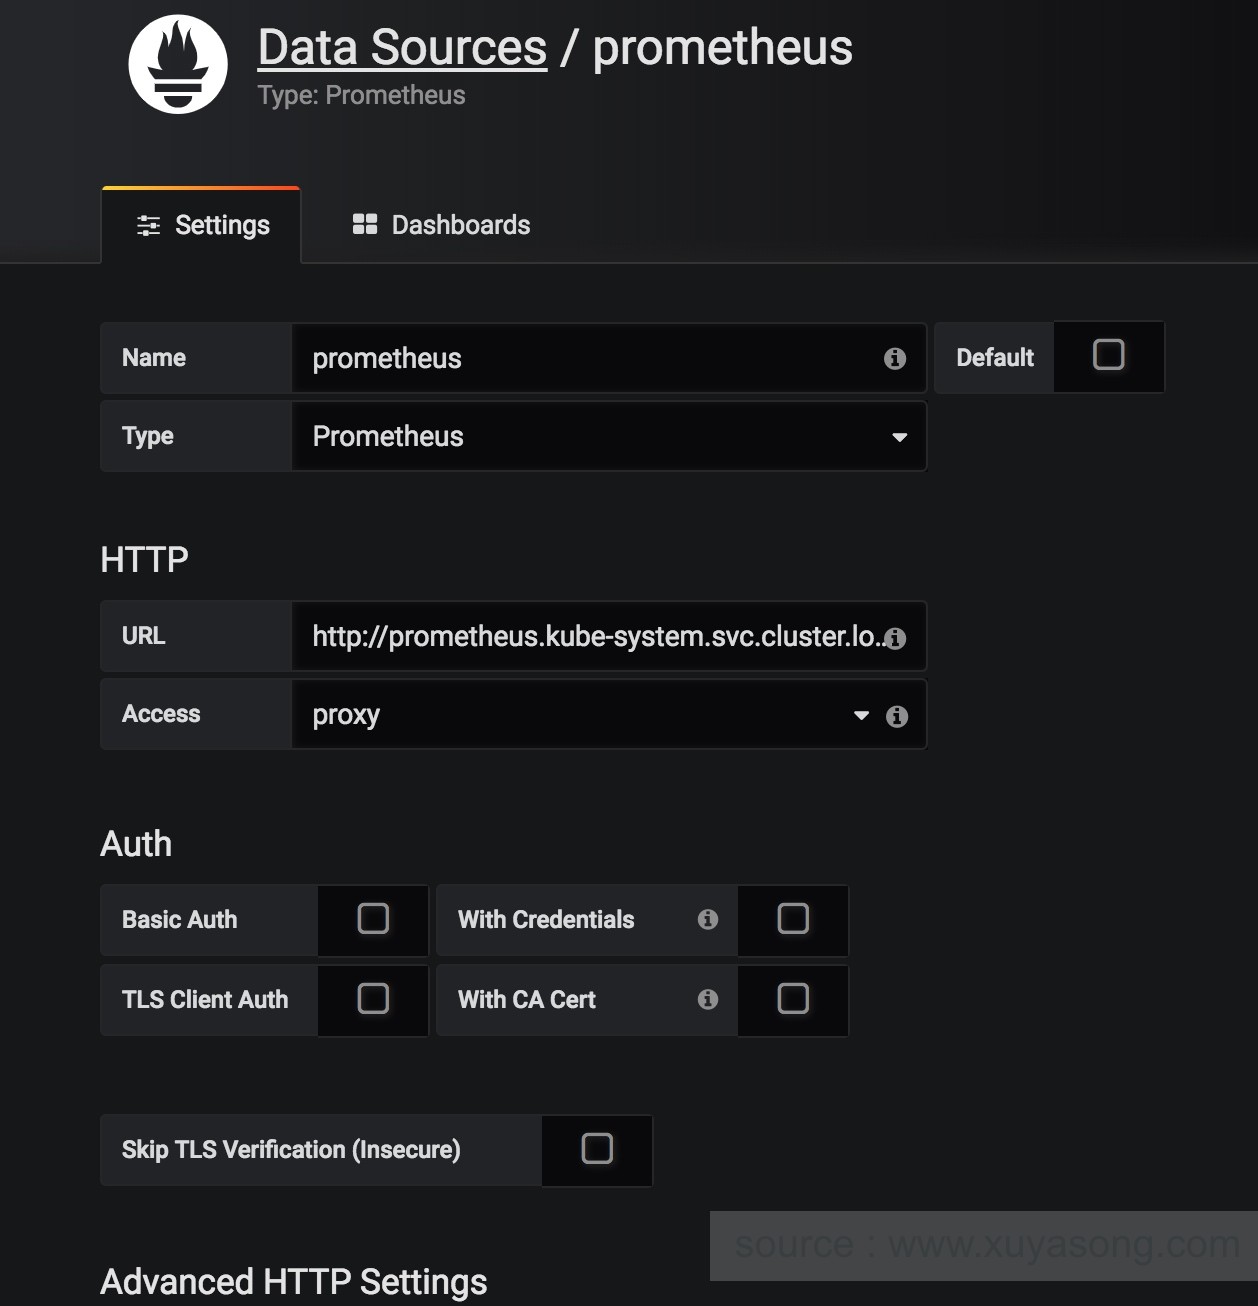 Data Sources / prometheus
Type: Prometheus
Settings
Dashboards
Name prometheus Default
Type Prometheus
HTTP
URL http://prometheus.kube-system.svc.cluster.lo..
Access proxy
Auth
Basic Auth With Credentials
TLS Client Auth With CA Cert
Skip TLS Verification (Insecure)
source : www.xuyasong.com
Advanced HTTP Settings